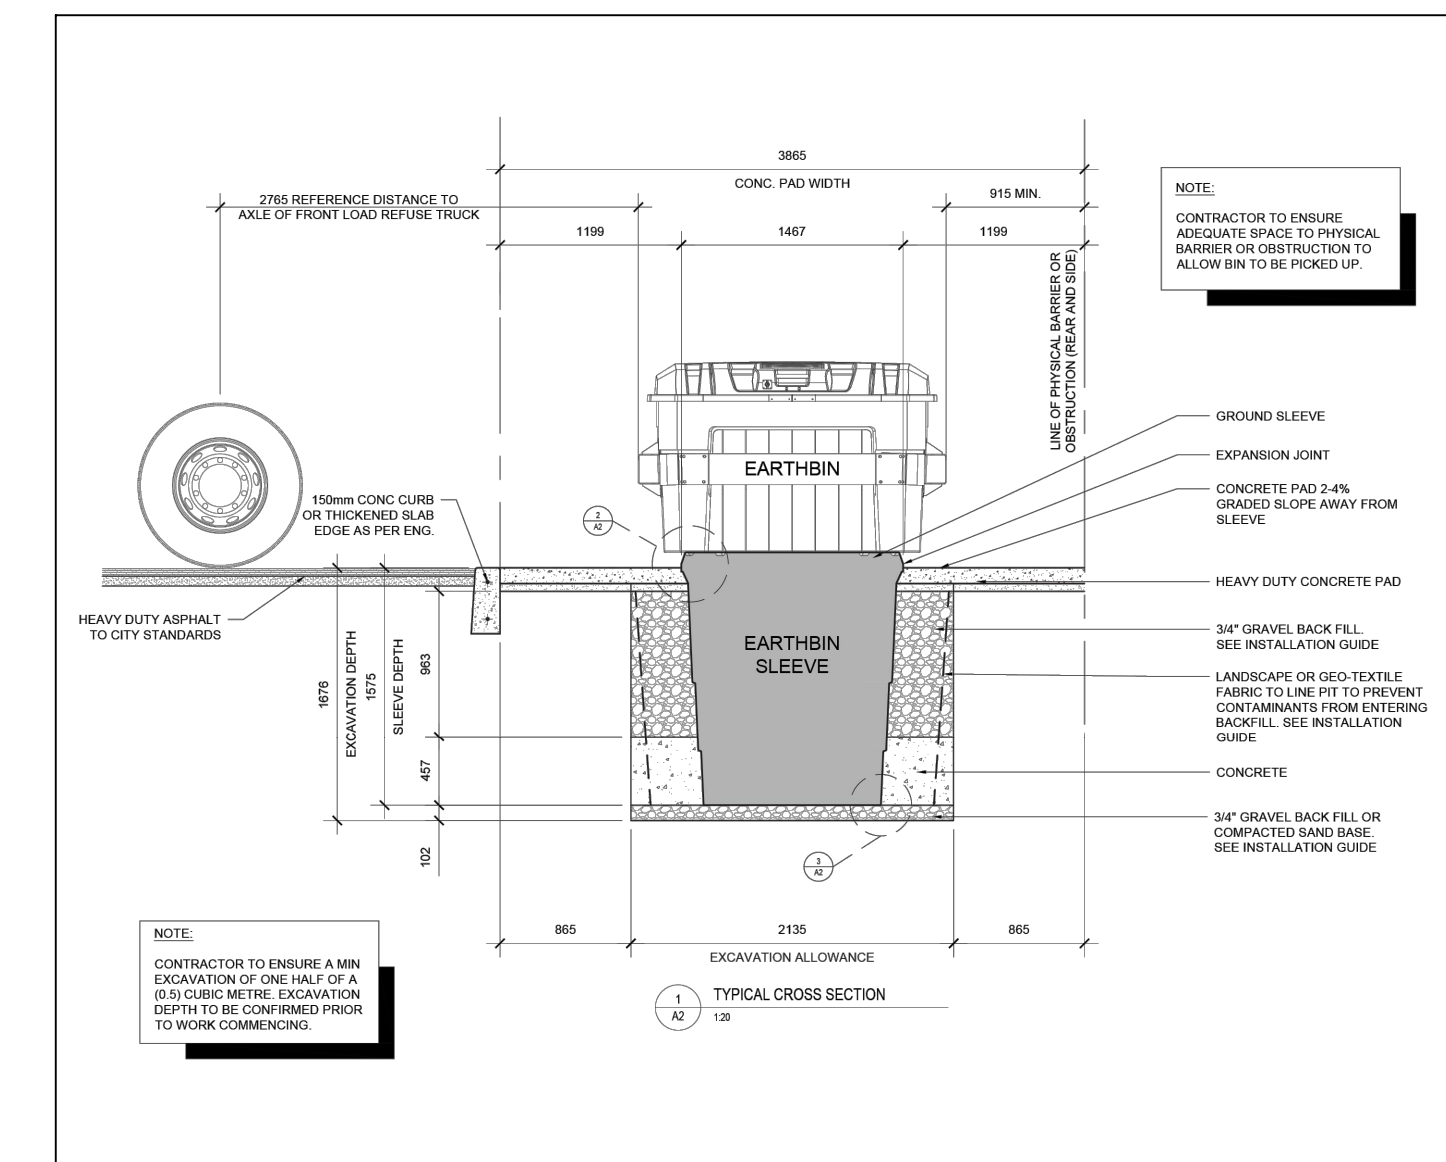 3865
CONC. PAD WIDTH
2765 REFERENCE DISTANCE TO
AXLE OF FRONT LOAD REFUSE TRUCK
915 MIN.
1199
1467
1199
LINE OF PHYSICAL BARRIER OR
OBSTRUCTION (REAR AND SIDE)
NOTE:
CONTRACTOR TO ENSURE
ADEQUATE SPACE TO PHYSICAL
BARRIER OR OBSTRUCTION TO
ALLOW BIN TO BE PICKED UP.
EARTHBIN
150mm CONC CURB
OR THICKENED SLAB
EDGE AS PER ENG.
2
A2
GROUND SLEEVE
EXPANSION JOINT
CONCRETE PAD 2-4%
GRADED SLOPE AWAY FROM
SLEEVE
HEAVY DUTY CONCRETE PAD
3/4" GRAVEL BACK FILL.
SEE INSTALLATION GUIDE
LANDSCAPE OR GEO-TEXTILE
FABRIC TO LINE PIT TO PREVENT
CONTAMINANTS FROM ENTERING
BACKFILL. SEE INSTALLATION
GUIDE
CONCRETE
3/4" GRAVEL BACK FILL OR
COMPACTED SAND BASE.
SEE INSTALLATION GUIDE
HEAVY DUTY ASPHALT
TO CITY STANDARDS
EARTHBIN
SLEEVE
1676
EXCAVATION DEPTH
1575
SLEEVE DEPTH
963
457
102
3
A2
865
2135
865
EXCAVATION ALLOWANCE
1
A2
TYPICAL CROSS SECTION
1:20
NOTE:
CONTRACTOR TO ENSURE A MIN
EXCAVATION OF ONE HALF OF A
(0.5) CUBIC METRE. EXCAVATION
DEPTH TO BE CONFIRMED PRIOR
TO WORK COMMENCING.